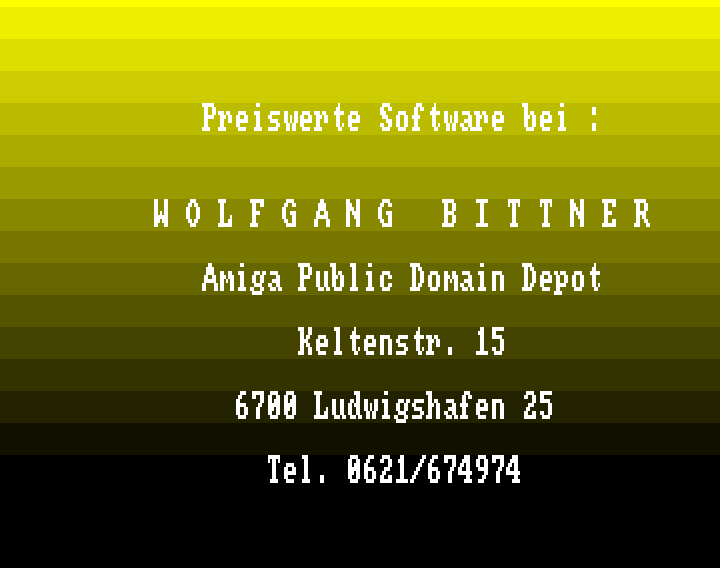 Preiswerte Software bei :
W O L F G A N G   B I T T N E R
Amiga Public Domain Depot
Keltenstr. 15
6700 Ludwigshafen 25
Tel. 0621/674974